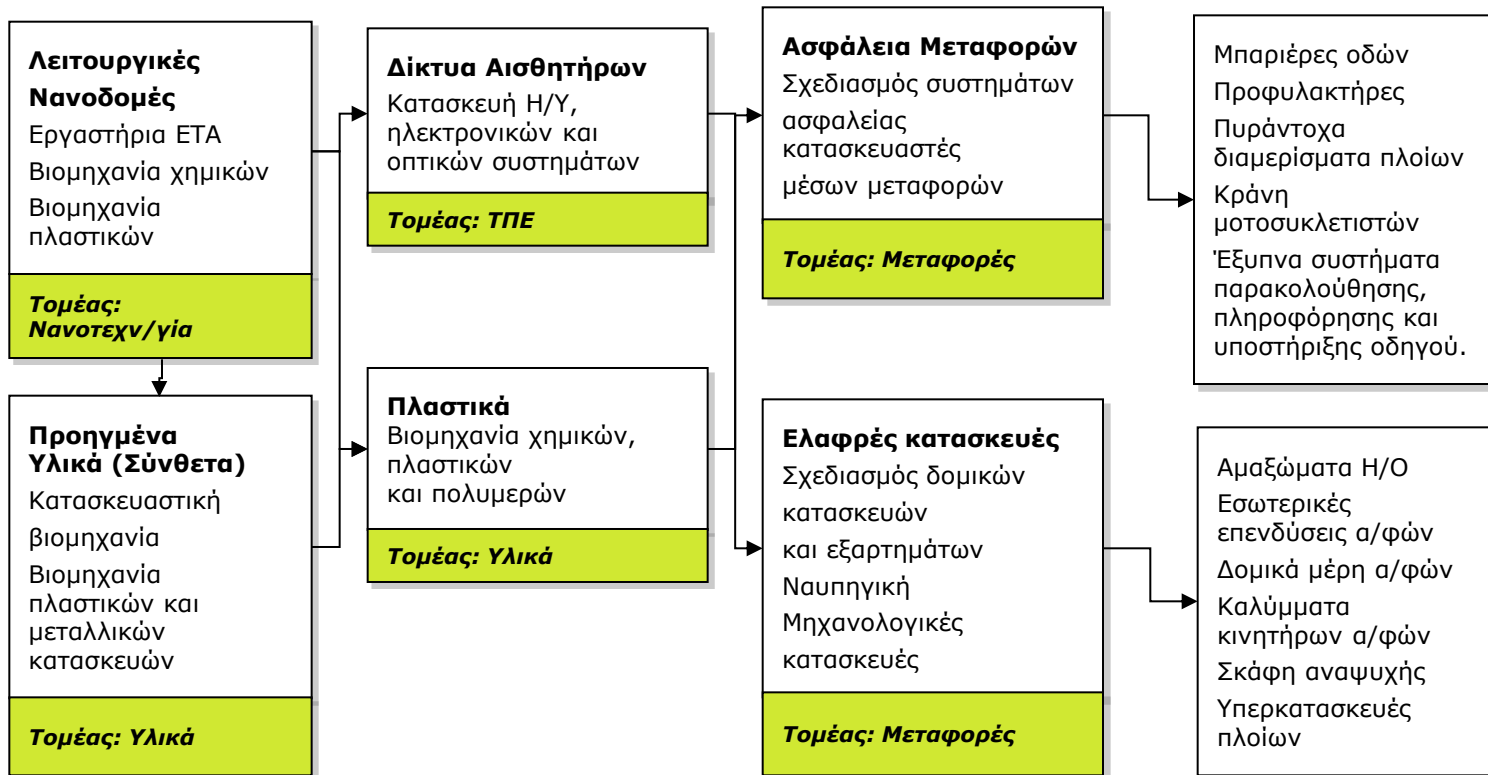 Λειτουργικές
Νανοδομές
Εργαστήρια ΕΤΑ
Βιομηχανία χημικών
Βιομηχανία
πλαστικών
Τομέας:
Νανοτεχν/γία
Προηγμένα
Υλικά (Σύνθετα)
Κατασκευαστική
βιομηχανία
Βιομηχανία
πλαστικών και
μεταλλικών
κατασκευών
Τομέας: Υλικά
Δίκτυα Αισθητήρων
Κατασκευή Η/Υ,
ηλεκτρονικών και
οπτικών συστημάτων
Τομέας: ΤΠΕ
Πλαστικά
Βιομηχανία χημικών,
πλαστικών
και πολυμερών
Τομέας: Υλικά
Ασφάλεια Μεταφορών
Σχεδιασμός συστημάτων
ασφαλείας
κατασκευαστές
μέσων μεταφορών
Τομέας: Μεταφορές
Ελαφρές κατασκευές
Σχεδιασμός δομικών
κατασκευών
και εξαρτημάτων
Ναυπηγική
Μηχανολογικές
κατασκευές
Τομέας: Μεταφορές
Μπαριέρες οδών
Προφυλακτήρες
Πυράντοχα
διαμερίσματα πλοίων
Κράνη
μοτοσυκλετιστών
Έξυπνα συστήματα
παρακολούθησης,
πληροφόρησης και
υποστήριξης οδηγού.
Αμαξώματα Η/Ο
Εσωτερικές
επενδύσεις α/φών
Δομικά μέρη α/φών
Καλύμματα
κινητήρων α/φών
Σκάφη αναψυχής
Υπερκατασκευές
πλοίων